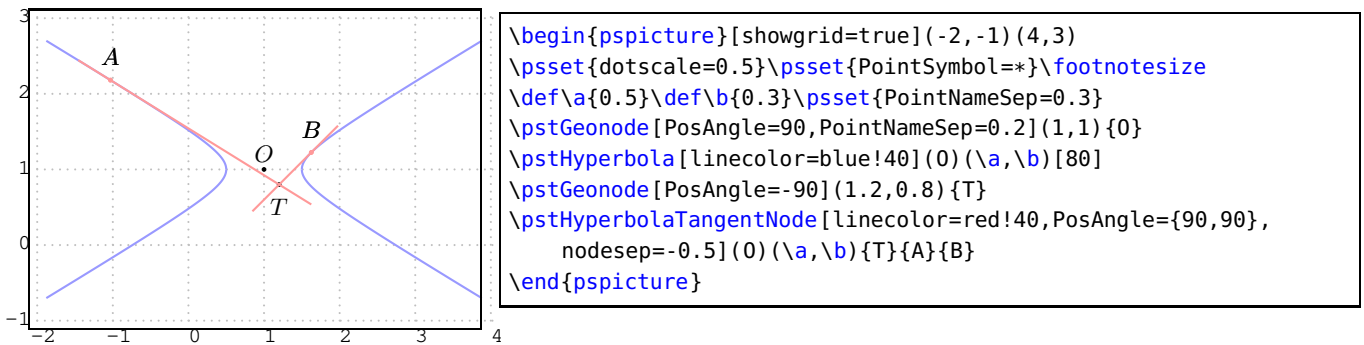 3
2
1
0
−1
−2
−1
0
1
2
3
4
A
B
O
T
\begin{pspicture}[showgrid=true](-2,-1)(4,3)
\psset{dotscale=0.5}\psset{PointSymbol=*}\footnotesize
\def\a{0.5}\def\b{0.3}\psset{PointNameSep=0.3}
\pstGeonode[PosAngle=90,PointNameSep=0.2](1,1){O}
\pstHyperbola[linecolor=blue!40](O)(\a,\b)[80]
\pstGeonode[PosAngle=-90](1.2,0.8){T}
\pstHyperbolaTangentNode[linecolor=red!40,PosAngle={90,90},
nodesep=-0.5](O)(\a,\b){T}{A}{B}
\end{pspicture}